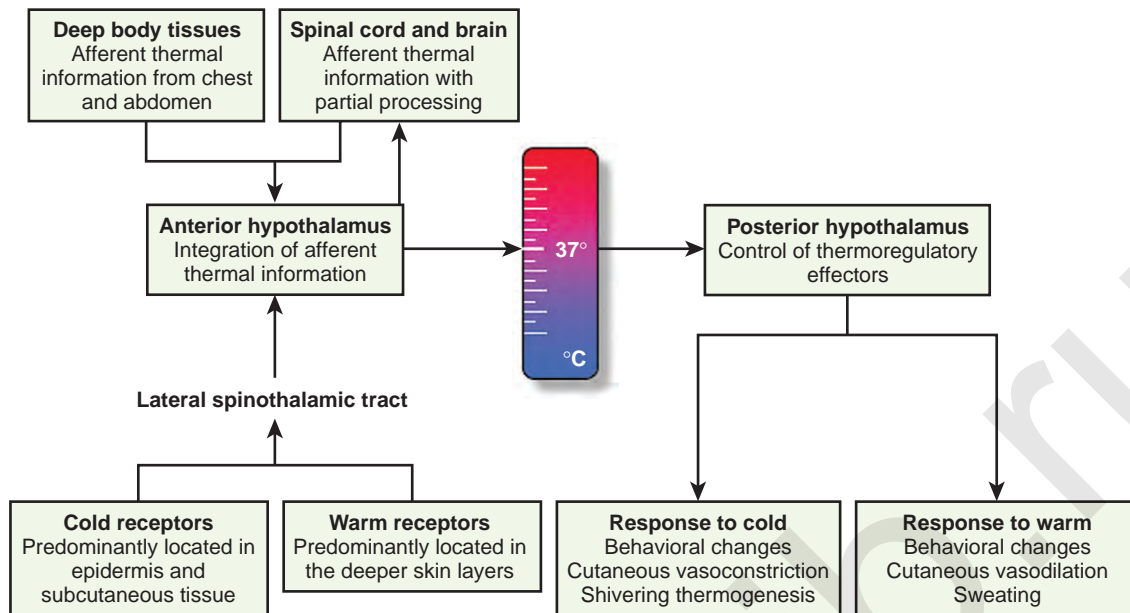 Deep body tissues
Afferent thermal
information from chest
and abdomen
Spinal cord and brain
Afferent thermal
information with
partial processing
Anterior hypothalamus
Integration of afferent
thermal information
37°
°C
Posterior hypothalamus
Control of thermoregulatory
effectors
Lateral spinothalamic tract
Cold receptors
Predominantly located in
epidermis and
subcutaneous tissue
Warm receptors
Predominantly located in
the deeper skin layers
Response to cold
Behavioral changes
Cutaneous vasoconstriction
Shivering thermogenesis
Response to warm
Behavioral changes
Cutaneous vasodilation
Sweating